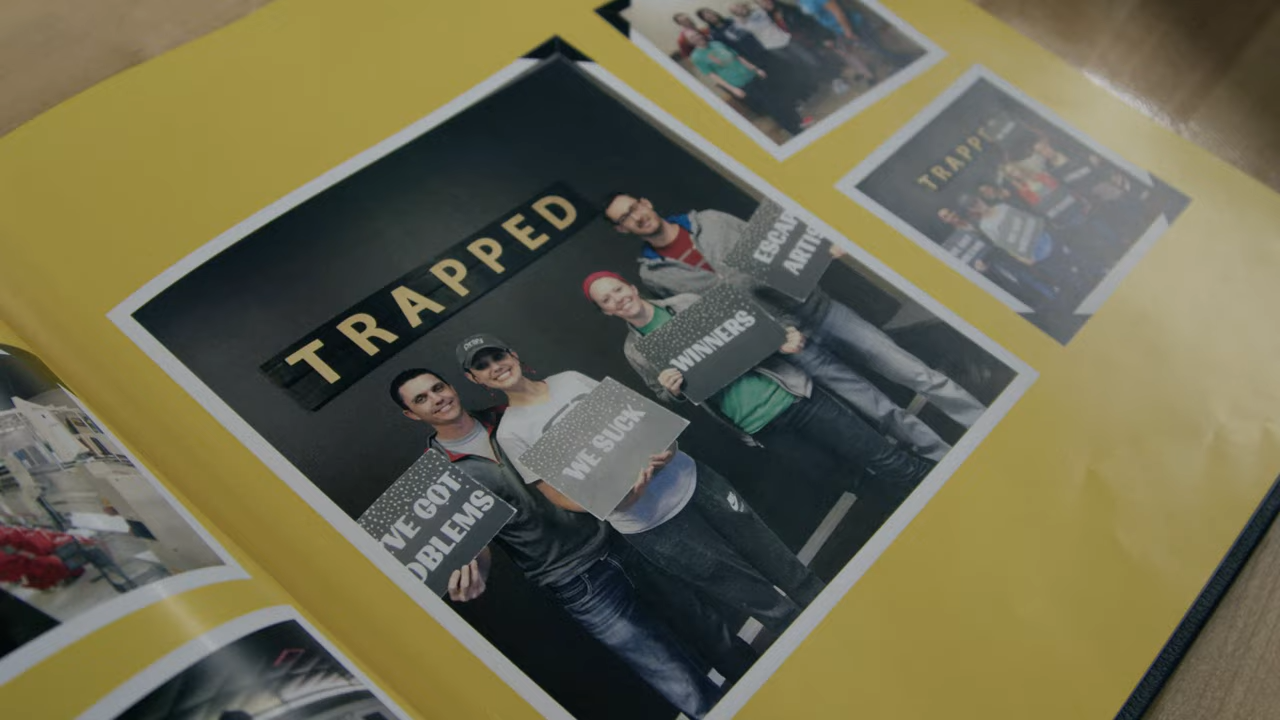 TRAPPED
ESCAP
ARTIS
WINNERS
WE SUCK
'VE GOT
OBLEMS
TRAPPE